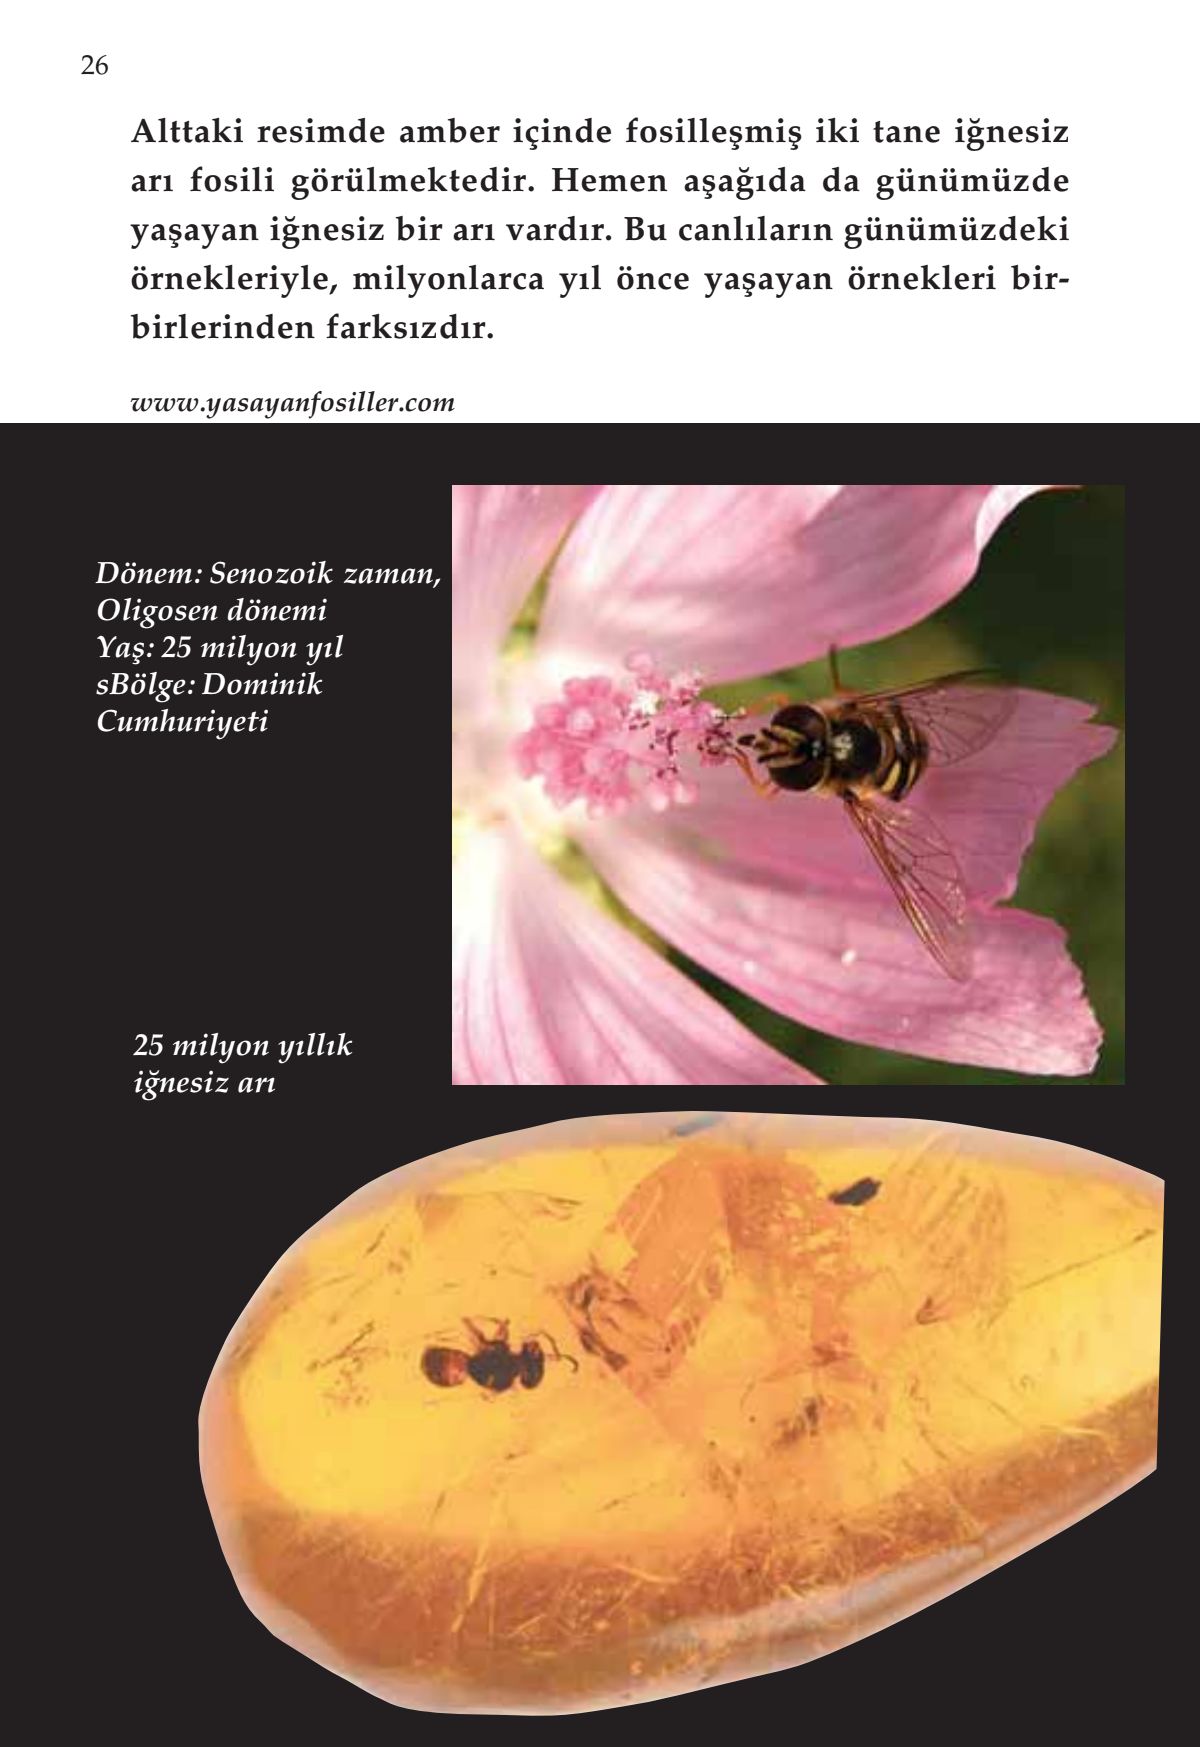 26
Alttaki resimde amber içinde fosilleşmiş iki tane iğnesiz
arı fosili görülmektedir. Hemen aşağıda da günümüzde
yaşayan iğnesiz bir arı vardır. Bu canlıların günümüzdeki
örnekleriyle, milyonlarca yıl önce yaşayan örnekleri bir-
birlerinden farksızdır.
www.yasayanfosiller.com
Dönem: Senozoik zaman,
Oligosen dönemi
Yaş: 25 milyon yıl
sBölge: Dominik
Cumhuriyeti
25 milyon yıllık
iğnesiz arı